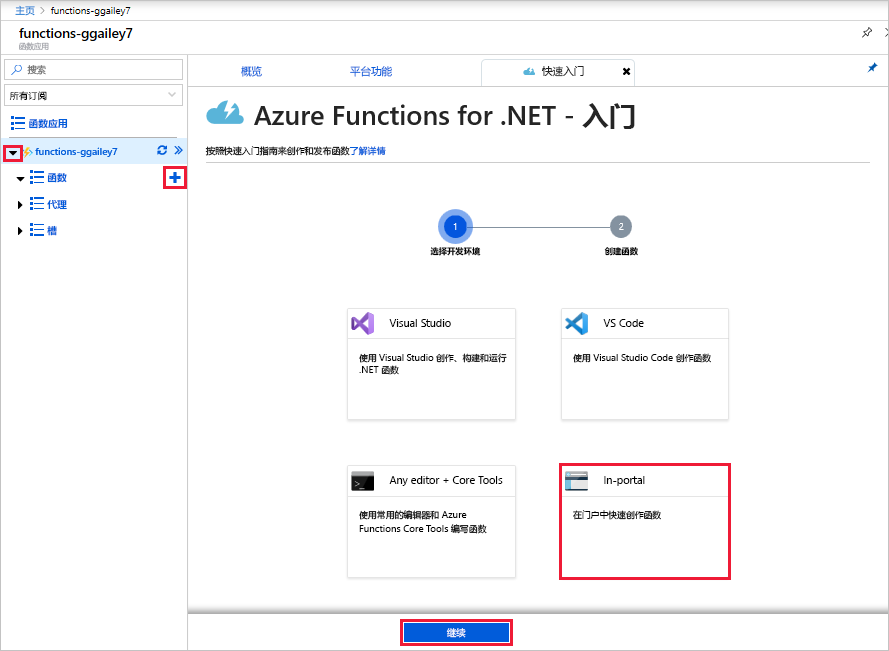 主页 > functions-ggailey7
functions-ggailey7
函数应用
搜索
所有订阅
函数应用
functions-ggailey7
函数
代理
槽
概览 平台功能 快速入门
Azure Functions for .NET - 入门
按照快速入门指南来创作和发布函数了解详情
1 2
选择开发环境 创建函数
Visual Studio
使用 Visual Studio 创作、构建和运行
.NET 函数
VS Code
使用 Visual Studio Code 创作函数
Any editor + Core Tools
使用常用的编辑器和 Azure
Functions Core Tools 编写函数
In-portal
在门户中快速创作函数
继续